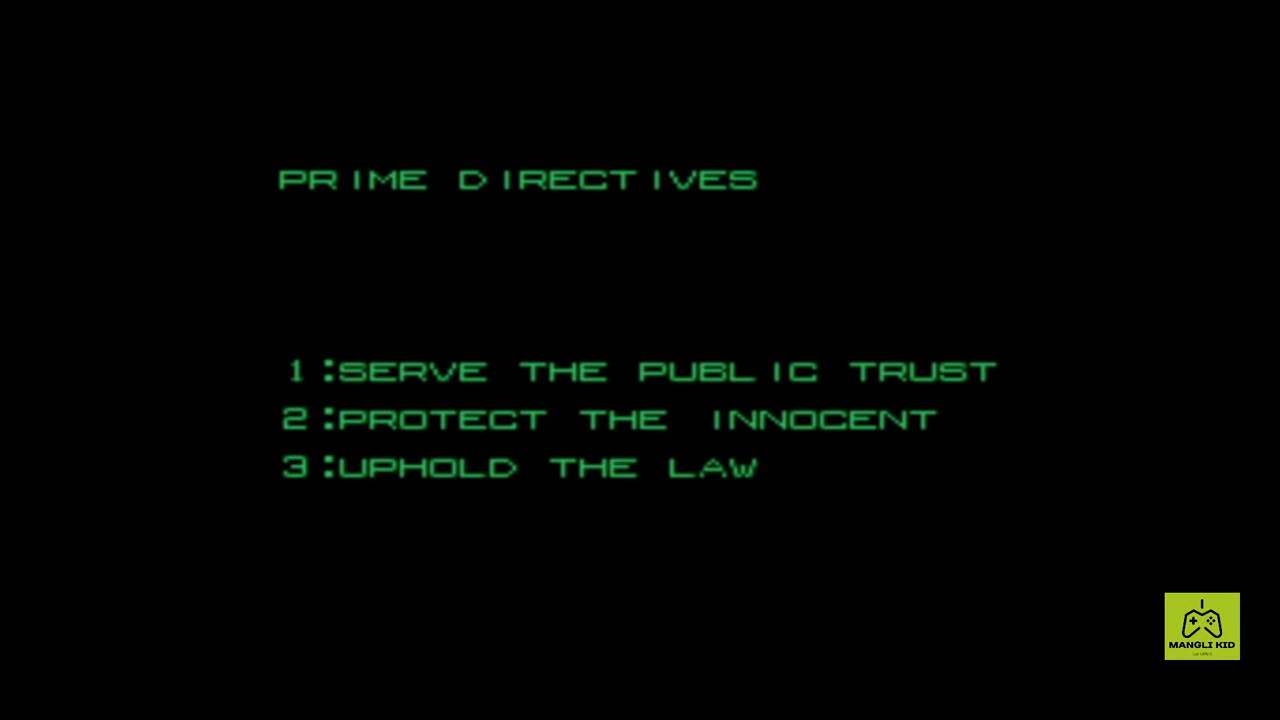 PRIME DIRECTIVES
1:SERVE THE PUBLIC TRUST
2:PROTECT THE INNOCENT
3:UPHOLD THE LAW
MANGLI KID